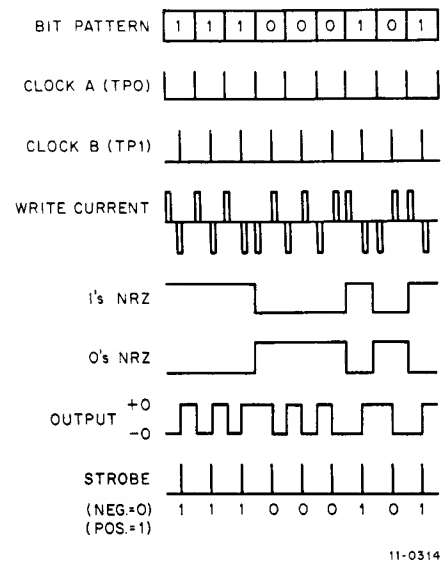 BIT PATTERN 1 1 1 0 0 0 1 0 1
CLOCK A (TP0)
CLOCK B (TP1)
WRITE CURRENT
1's NRZ
0's NRZ
+0
OUTPUT
-0
STROBE
(NEG.=0) 1 1 1 0 0 0 1 0 1
(POS.=1)
11-0314